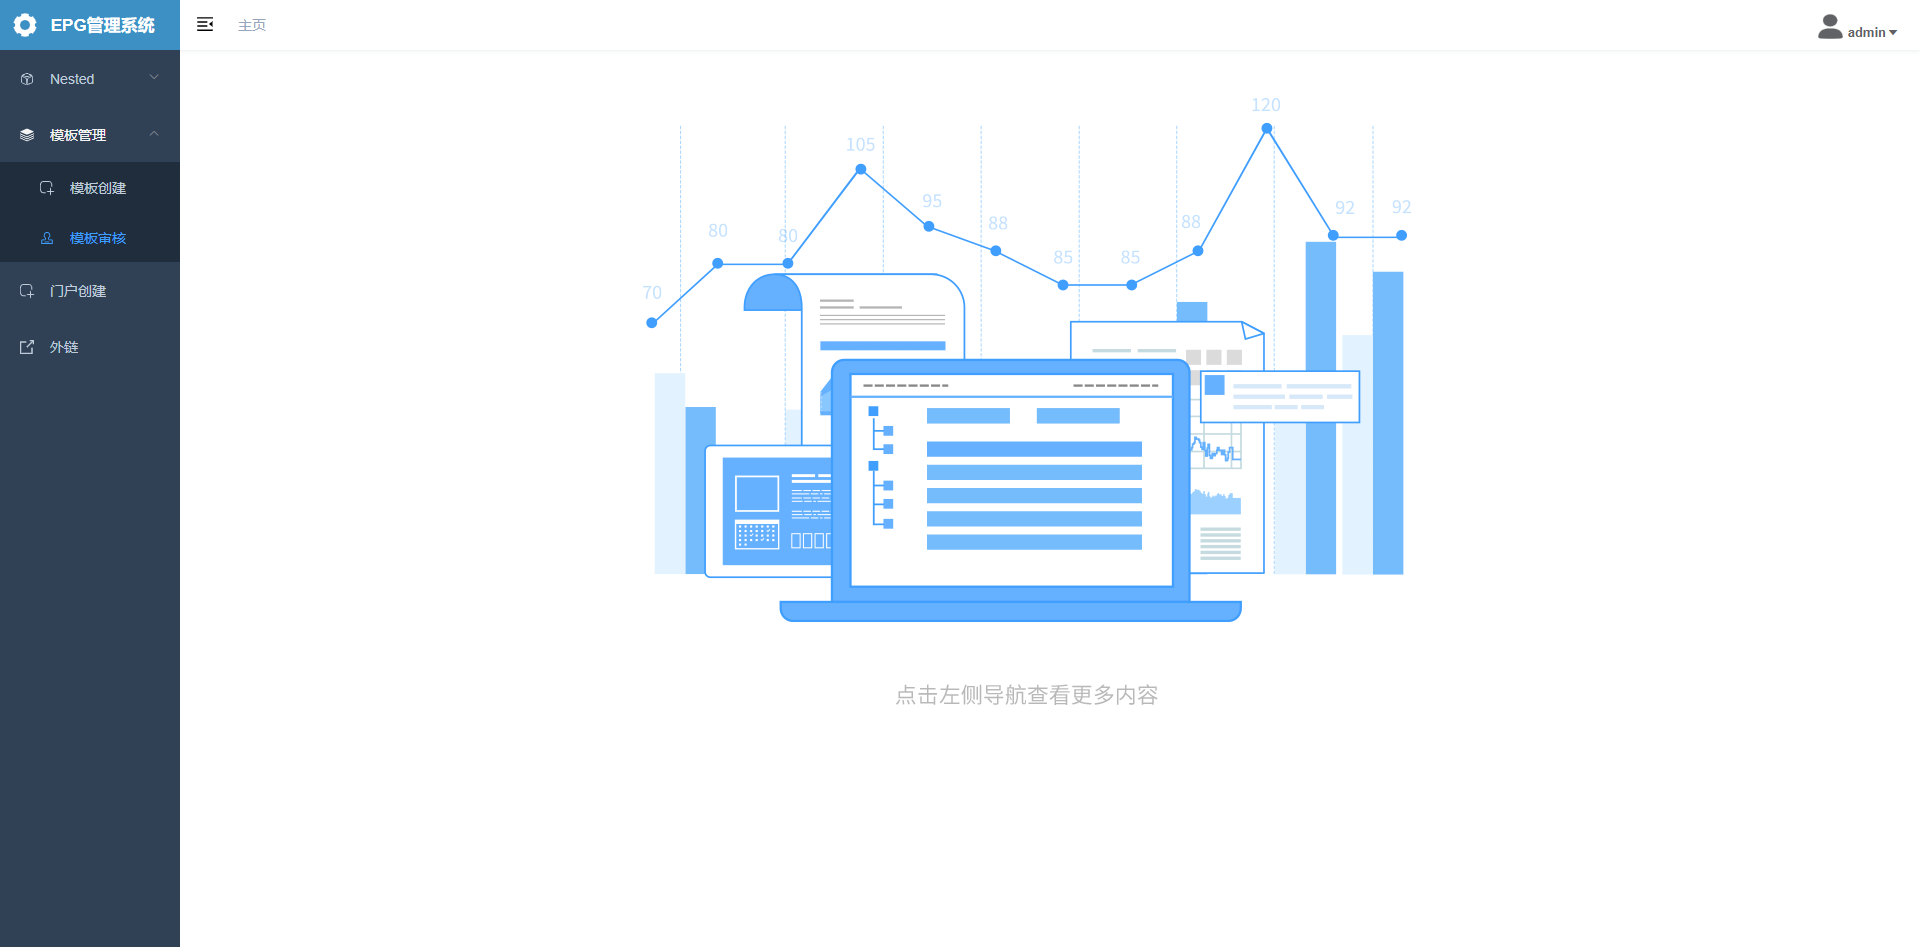 EPG管理系统
主页
admin
Nested
模板管理
模板创建
模板审核
门户创建
外链
120
105
95
92
92
88
88
80
80
85
85
70
点击左侧导航查看更多内容